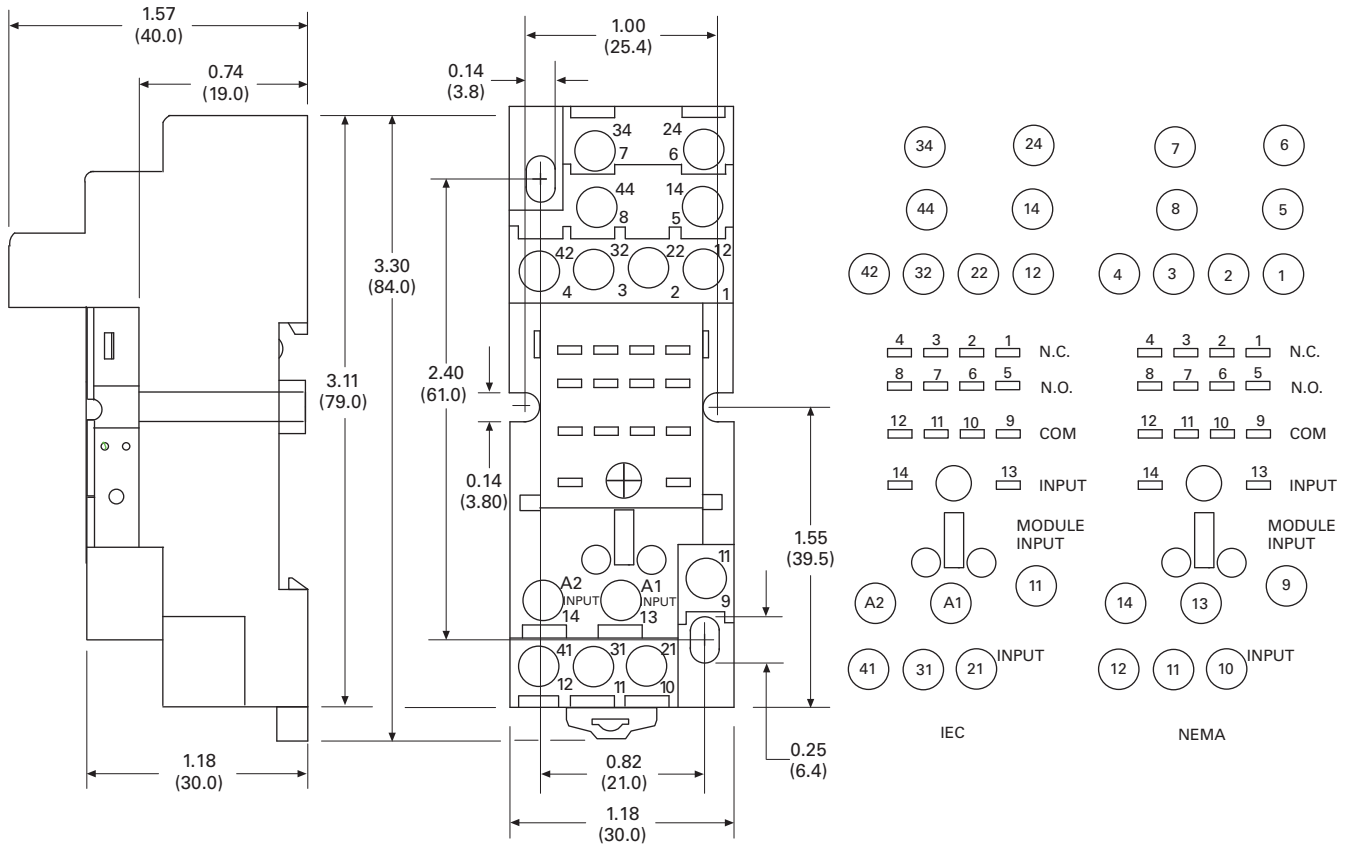 1.57
(40.0)
0.74
(19.0)
3.11
(79.0)
3.30
(84.0)
1.18
(30.0)
1.00
(25.4)
0.14
(3.8)
2.40
(61.0)
0.14
(3.80)
1.55
(39.5)
0.25
(6.4)
0.82
(21.0)
1.18
(30.0)
34 24
7 6
44 14
8 5
42 32 22 12
4 3 2 1
11
A2 A1
INPUT INPUT
14 13
9
41 31 21
12 11 10
34 24
44 14
42 32 22 12
4 3 2 1 N.C.
8 7 6 5 N.O.
12 11 10 9 COM
14 13 INPUT
MODULE
INPUT
11
A2 A1
41 31 21 INPUT
IEC
7 6
8 5
4 3 2 1
4 3 2 1 N.C.
8 7 6 5 N.O.
12 11 10 9 COM
14 13 INPUT
MODULE
INPUT
9
14 13
12 11 10 INPUT
NEMA